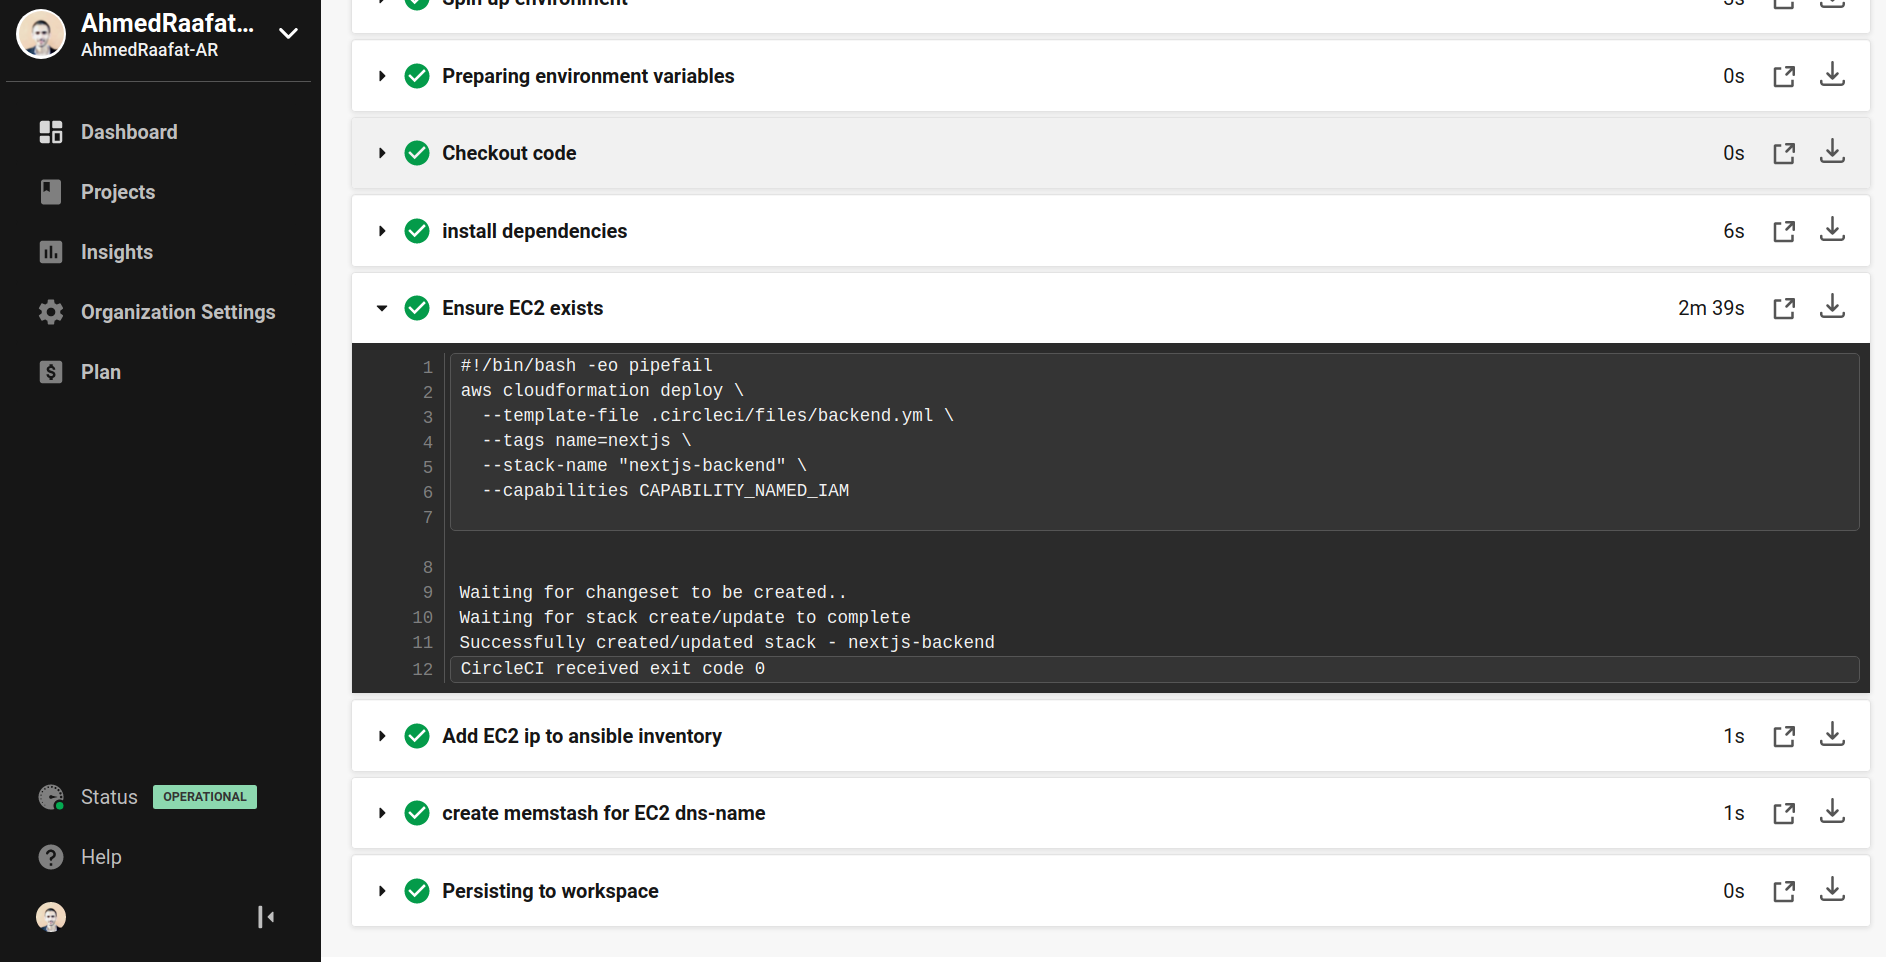 AhmedRaafat...
AhmedRaafat-AR
Dashboard
Projects
Insights
Organization Settings
Plan
Status OPERATIONAL
Help
Spin up environment 3s
Preparing environment variables 0s
Checkout code 0s
install dependencies 6s
Ensure EC2 exists 2m 39s
1 #!/bin/bash -eo pipefail
2 aws cloudformation deploy \
3 --template-file .circleci/files/backend.yml \
4 --tags name=nextjs \
5 --stack-name "nextjs-backend" \
6 --capabilities CAPABILITY_NAMED_IAM
7
8
9 Waiting for changeset to be created..
10 Waiting for stack create/update to complete
11 Successfully created/updated stack - nextjs-backend
12 CircleCI received exit code 0
Add EC2 ip to ansible inventory 1s
create memstash for EC2 dns-name 1s
Persisting to workspace 0s